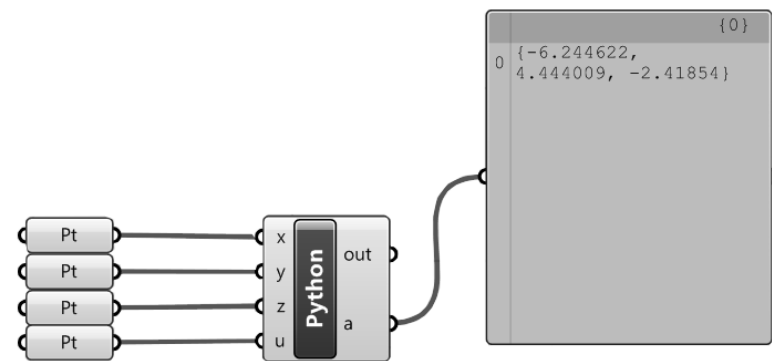 {0}
0
{-6.244622,
4.444009, -2.41854}
Pt
x
Pt
y
Pt
z
Pt
u
Python
out
a